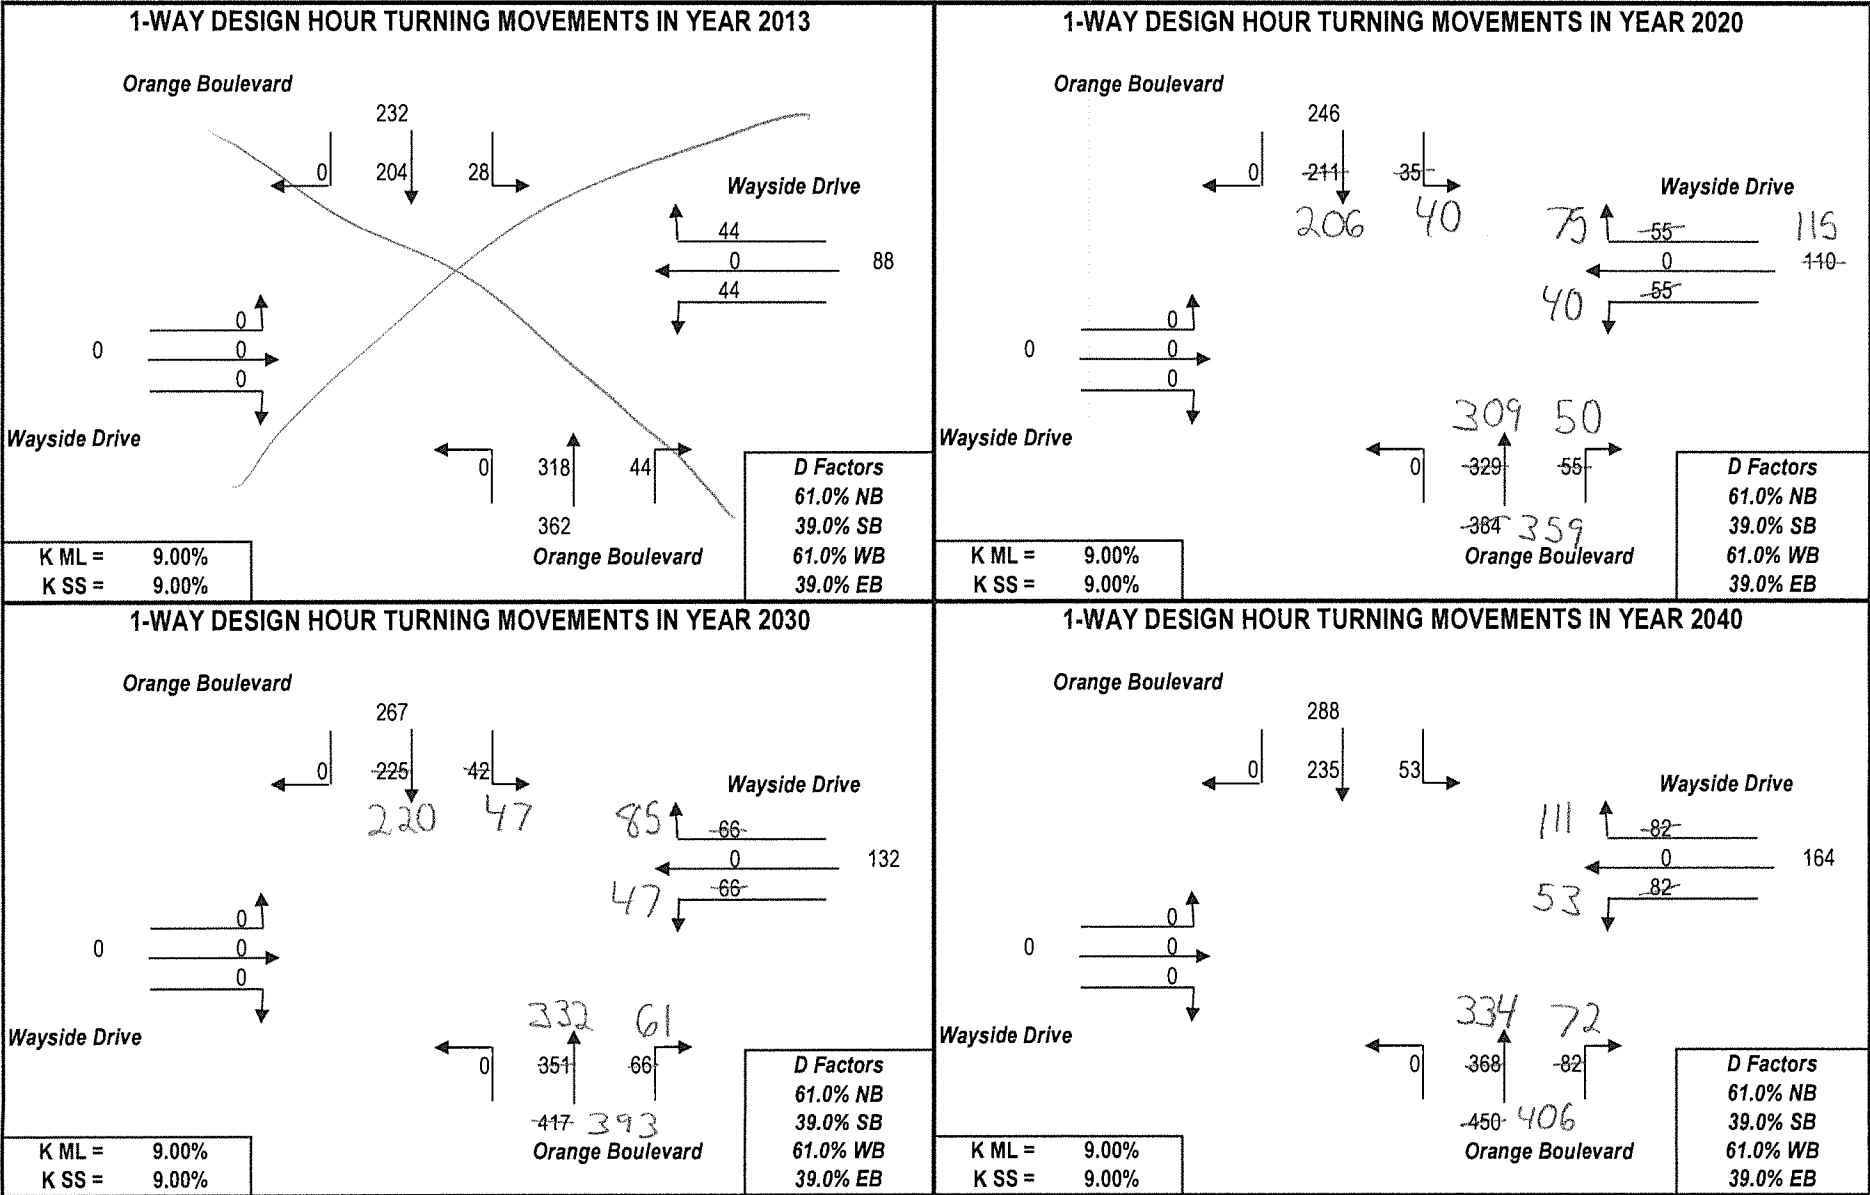 1-WAY DESIGN HOUR TURNING MOVEMENTS IN YEAR 2013
Orange Boulevard
232
0 204 28
Wayside Drive
44
0 88
44
0
0 0
0
Wayside Drive
0 318 44
362
Orange Boulevard
D Factors
61.0% NB
39.0% SB
61.0% WB
39.0% EB
K ML = 9.00%
K SS = 9.00%
1-WAY DESIGN HOUR TURNING MOVEMENTS IN YEAR 2020
Orange Boulevard
246
0 211 35
206 40
Wayside Drive
75 55 115
0 110
40 55
0
0 0
0
Wayside Drive
309 50
0 329 55
384 359
Orange Boulevard
D Factors
61.0% NB
39.0% SB
61.0% WB
39.0% EB
K ML = 9.00%
K SS = 9.00%
1-WAY DESIGN HOUR TURNING MOVEMENTS IN YEAR 2030
Orange Boulevard
267
0 225 42
220 47
Wayside Drive
85 66
0 132
47 66
0
0 0
0
Wayside Drive
332 61
0 351 66
417 393
Orange Boulevard
D Factors
61.0% NB
39.0% SB
61.0% WB
39.0% EB
K ML = 9.00%
K SS = 9.00%
1-WAY DESIGN HOUR TURNING MOVEMENTS IN YEAR 2040
Orange Boulevard
288
0 235 53
Wayside Drive
111 82
0 164
53 82
0
0 0
0
Wayside Drive
334 72
0 368 82
450 406
Orange Boulevard
D Factors
61.0% NB
39.0% SB
61.0% WB
39.0% EB
K ML = 9.00%
K SS = 9.00%